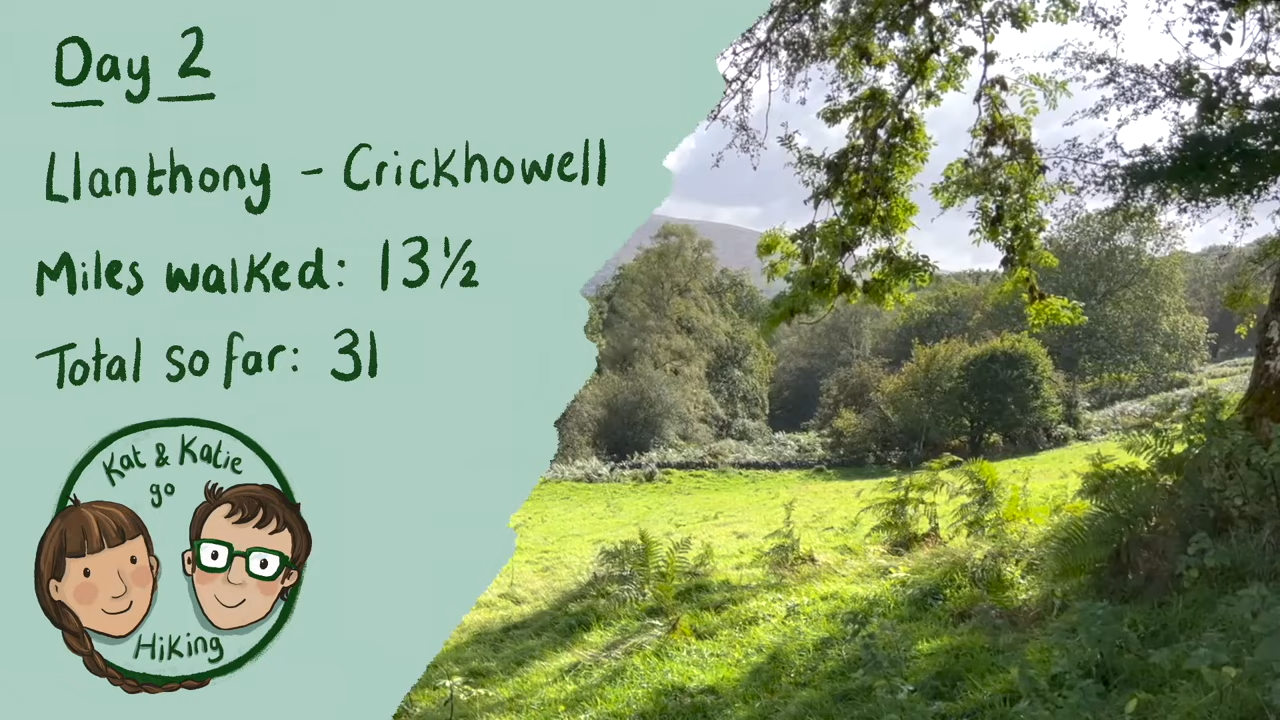 Day 2
Llanthony - Crickhowell
Miles walked: 13½
Total so far: 31
Kat & Katie
go
Hiking